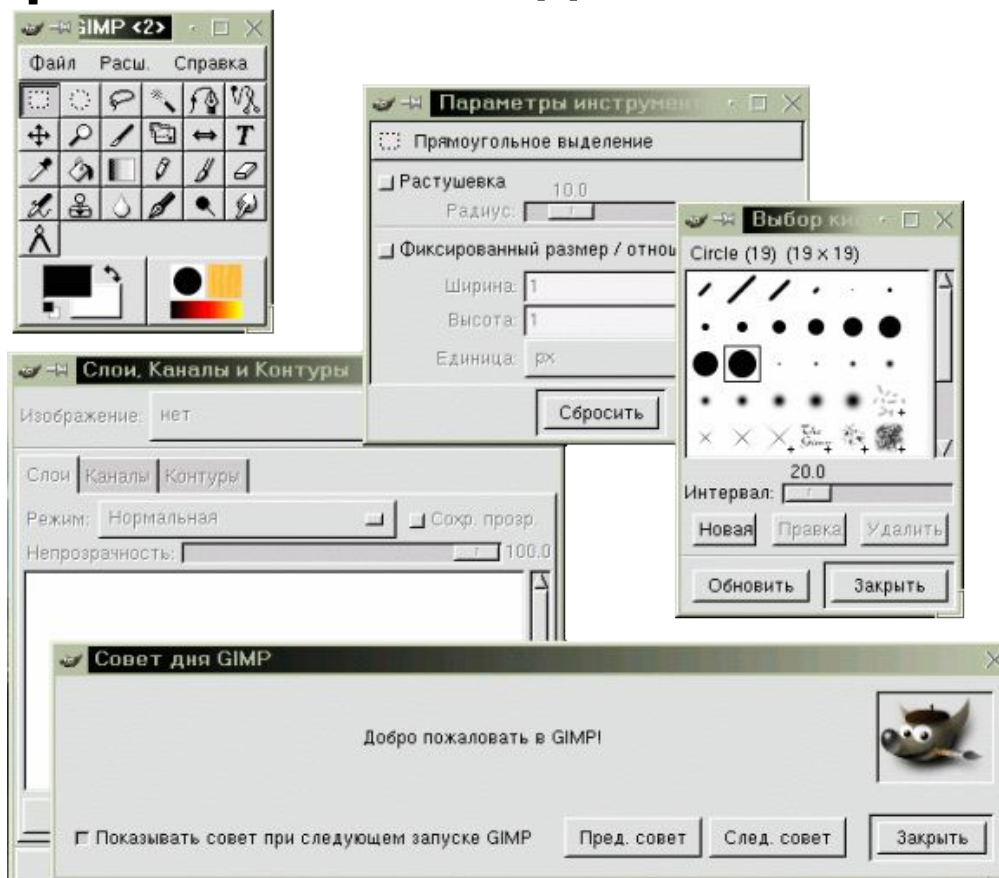 GIMP <2>
Файл Расш. Справка
T
Параметры инструмент
Прямоугольное выделение
Растушевка
10.0
Радиус:
Фиксированный размер / отнош
Ширина: 1
Высота: 1
Единица: px
Сбросить
Выбор ки
Circle (19) (19 x 19)
The
Gimp
20.0
Интервал:
Новая Правка Удалить
Обновить Закрыть
Слои, Каналы и Контуры
Изображение: нет
Слои Каналы Контуры
Режим: Нормальная Сохр. прозр.
Непрозрачность: 100.0
Совет дня GIMP
Добро пожаловать в GIMP!
Показывать совет при следующем запуске GIMP Пред. совет След. совет Закрыть